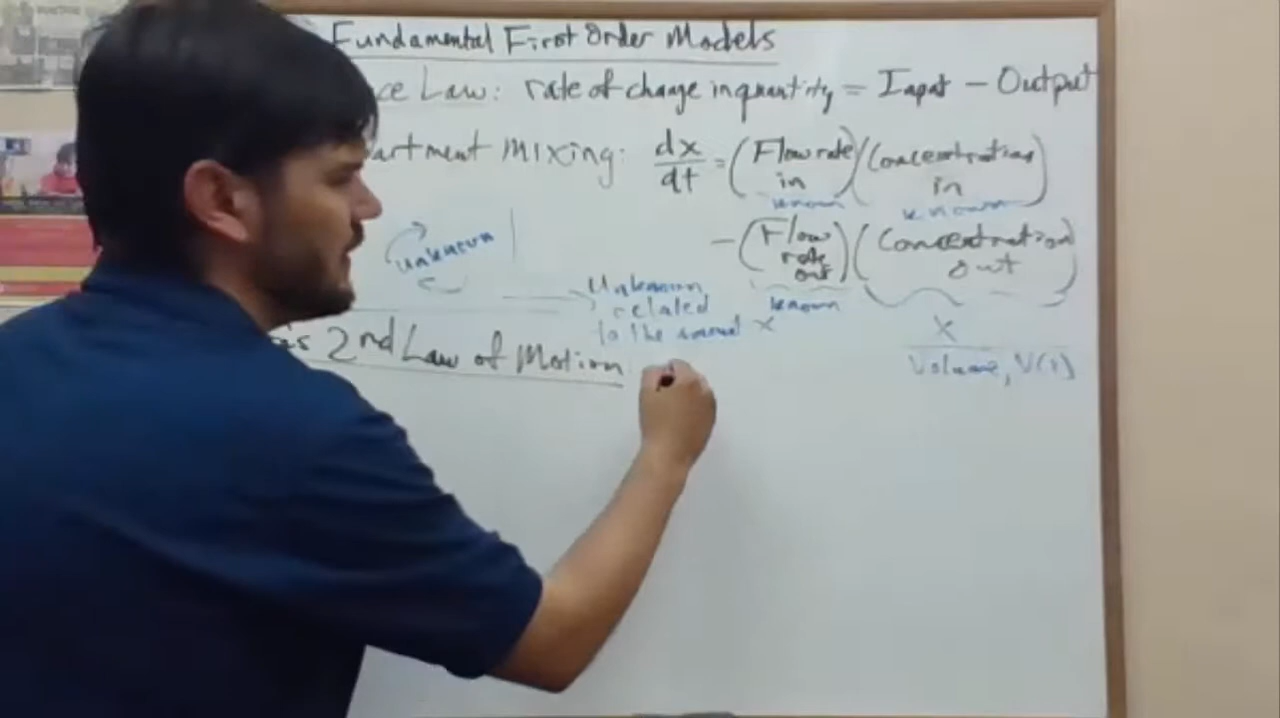 Fundamental First Order Models
ce Law: rate of change in quantity = Input - Output
artment mixing: dx/dt = (Flow rate in) (Concentration in)
known known
- (Flow rate out) (Concentration out)
known
x
Volume, V(t)
unknown
Unknown
related
to the amount x
's 2nd Law of Motion